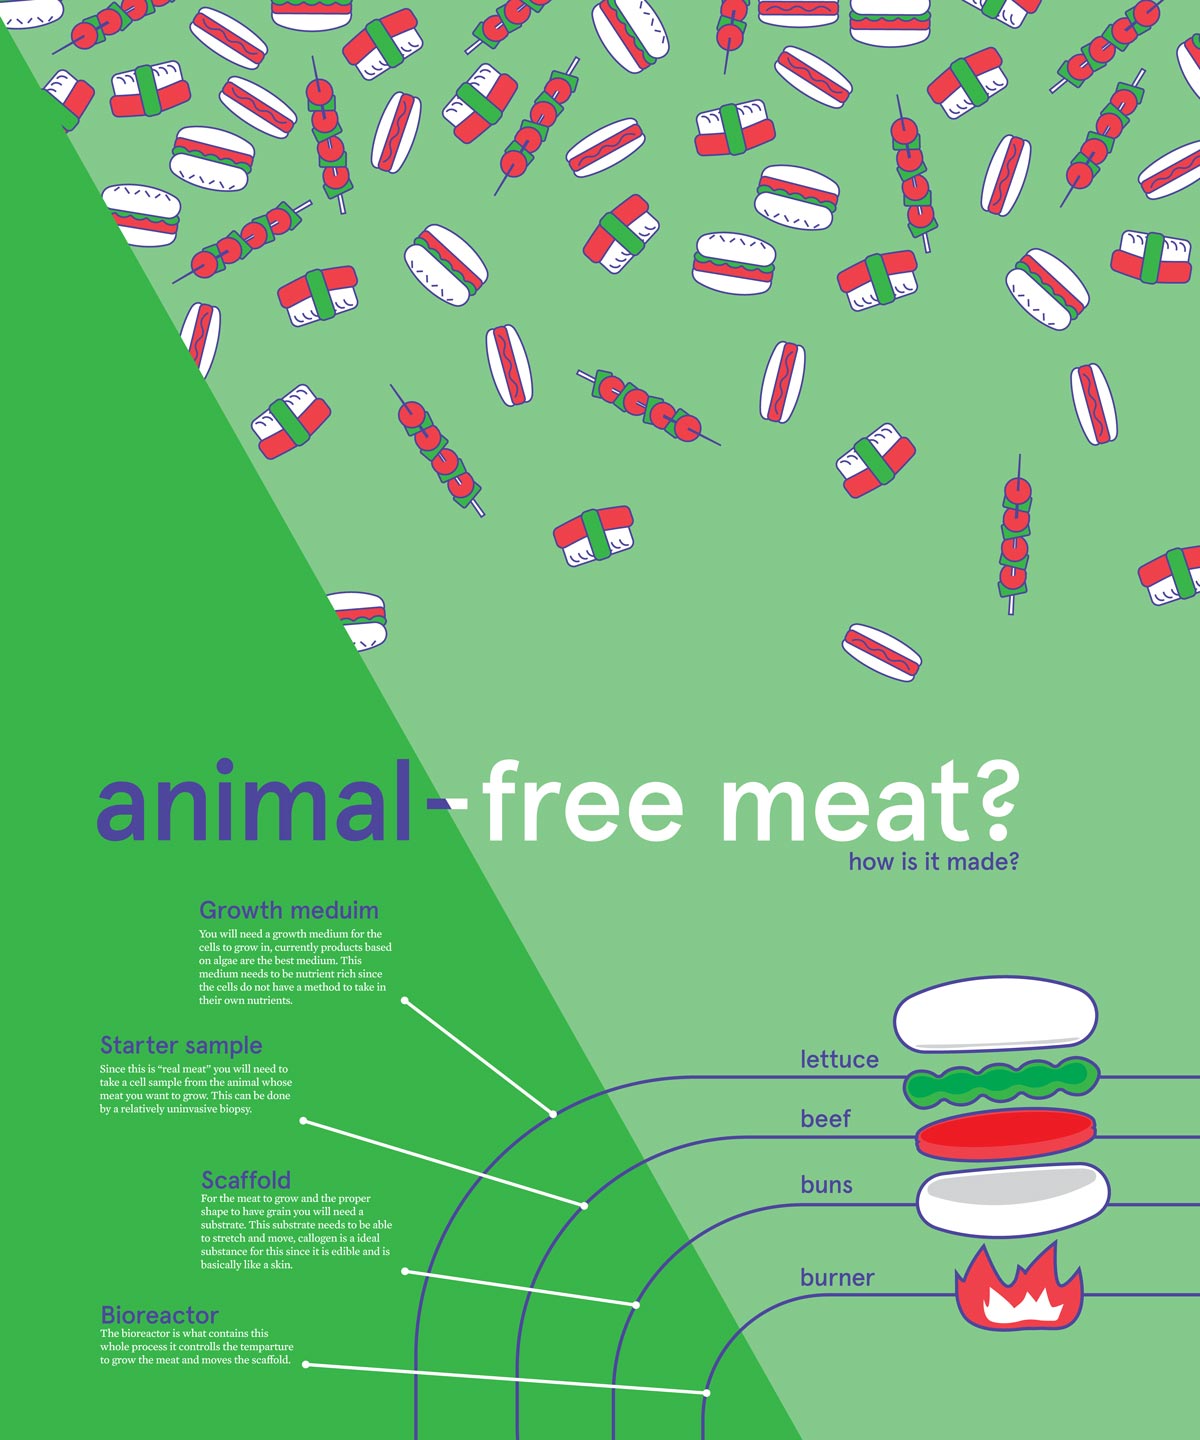 animal-free meat?
how is it made?
Growth meduim
You will need a growth medium for the
cells to grow in, currently products based
on algae are the best medium. This
medium needs to be nutrient rich since
the cells do not have a method to take in
their own nutrients.
Starter sample
Since this is “real meat” you will need to
take a cell sample from the animal whose
meat you want to grow. This can be done
by a relatively uninvasive biopsy.
Scaffold
For the meat to grow and the proper
shape to have grain you will need a
substrate. This substrate needs to be able
to stretch and move, callogen is a ideal
substance for this since it is edible and is
basically like a skin.
Bioreactor
The bioreactor is what contains this
whole process it controlls the temparture
to grow the meat and moves the scaffold.
lettuce
beef
buns
burner